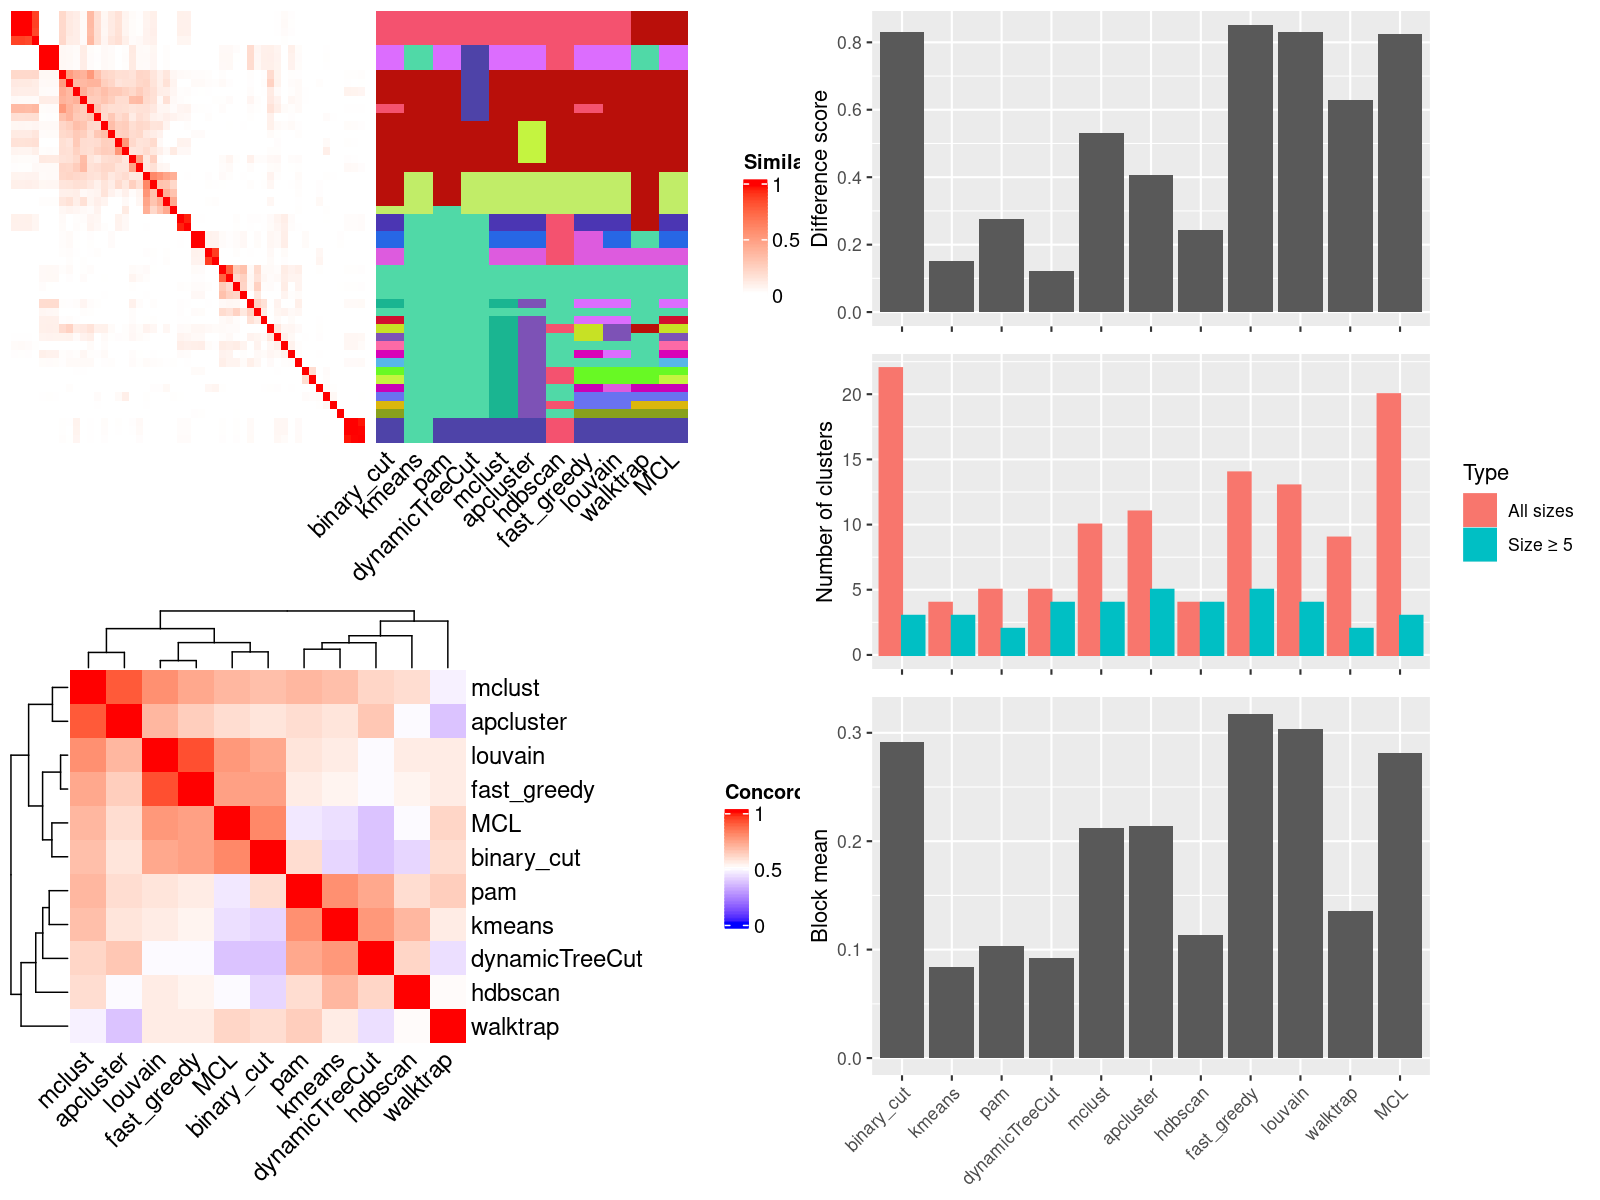 Simila
1
0.5
0
binary_cut
kmeans
pam
dynamicTreeCut
mclust
apcluster
hdbscan
fast_greedy
louvain
walktrap
MCL
mclust
apcluster
louvain
fast_greedy
MCL
binary_cut
pam
kmeans
dynamicTreeCut
hdbscan
walktrap
Concord
1
0.5
0
mclust
apcluster
louvain
fast_greedy
MCL
binary_cut
pam
kmeans
dynamicTreeCut
hdbscan
walktrap
Difference score
0.8
0.6
0.4
0.2
0.0
Number of clusters
20
15
10
5
0
Type
All sizes
Size ≥ 5
Block mean
0.3
0.2
0.1
0.0
binary_cut
kmeans
pam
dynamicTreeCut
mclust
apcluster
hdbscan
fast_greedy
louvain
walktrap
MCL